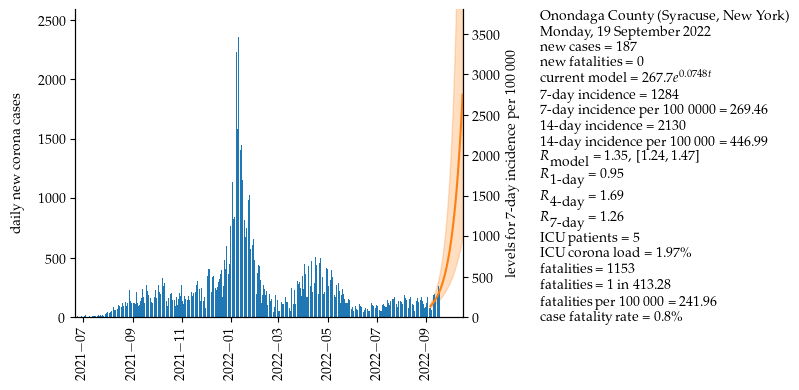 daily new corona cases
2500
2000
1500
1000
500
0
2021−07
2021−09
2021−11
2022−01
2022−03
2022−05
2022−07
2022−09
3500
3000
2500
2000
1500
1000
500
0
levels for 7-day incidence per 100 000
Onondaga County (Syracuse, New York)
Monday, 19 September 2022
new cases = 187
new fatalities = 0
current model = 267.7e^0.0748t
7-day incidence = 1284
7-day incidence per 100 0000 = 269.46
14-day incidence = 2130
14-day incidence per 100 000 = 446.99
R_model = 1.35, [1.24, 1.47]
R_1-day = 0.95
R_4-day = 1.69
R_7-day = 1.26
ICU patients = 5
ICU corona load = 1.97%
fatalities = 1153
fatalities = 1 in 413.28
fatalities per 100 000 = 241.96
case fatality rate = 0.8%